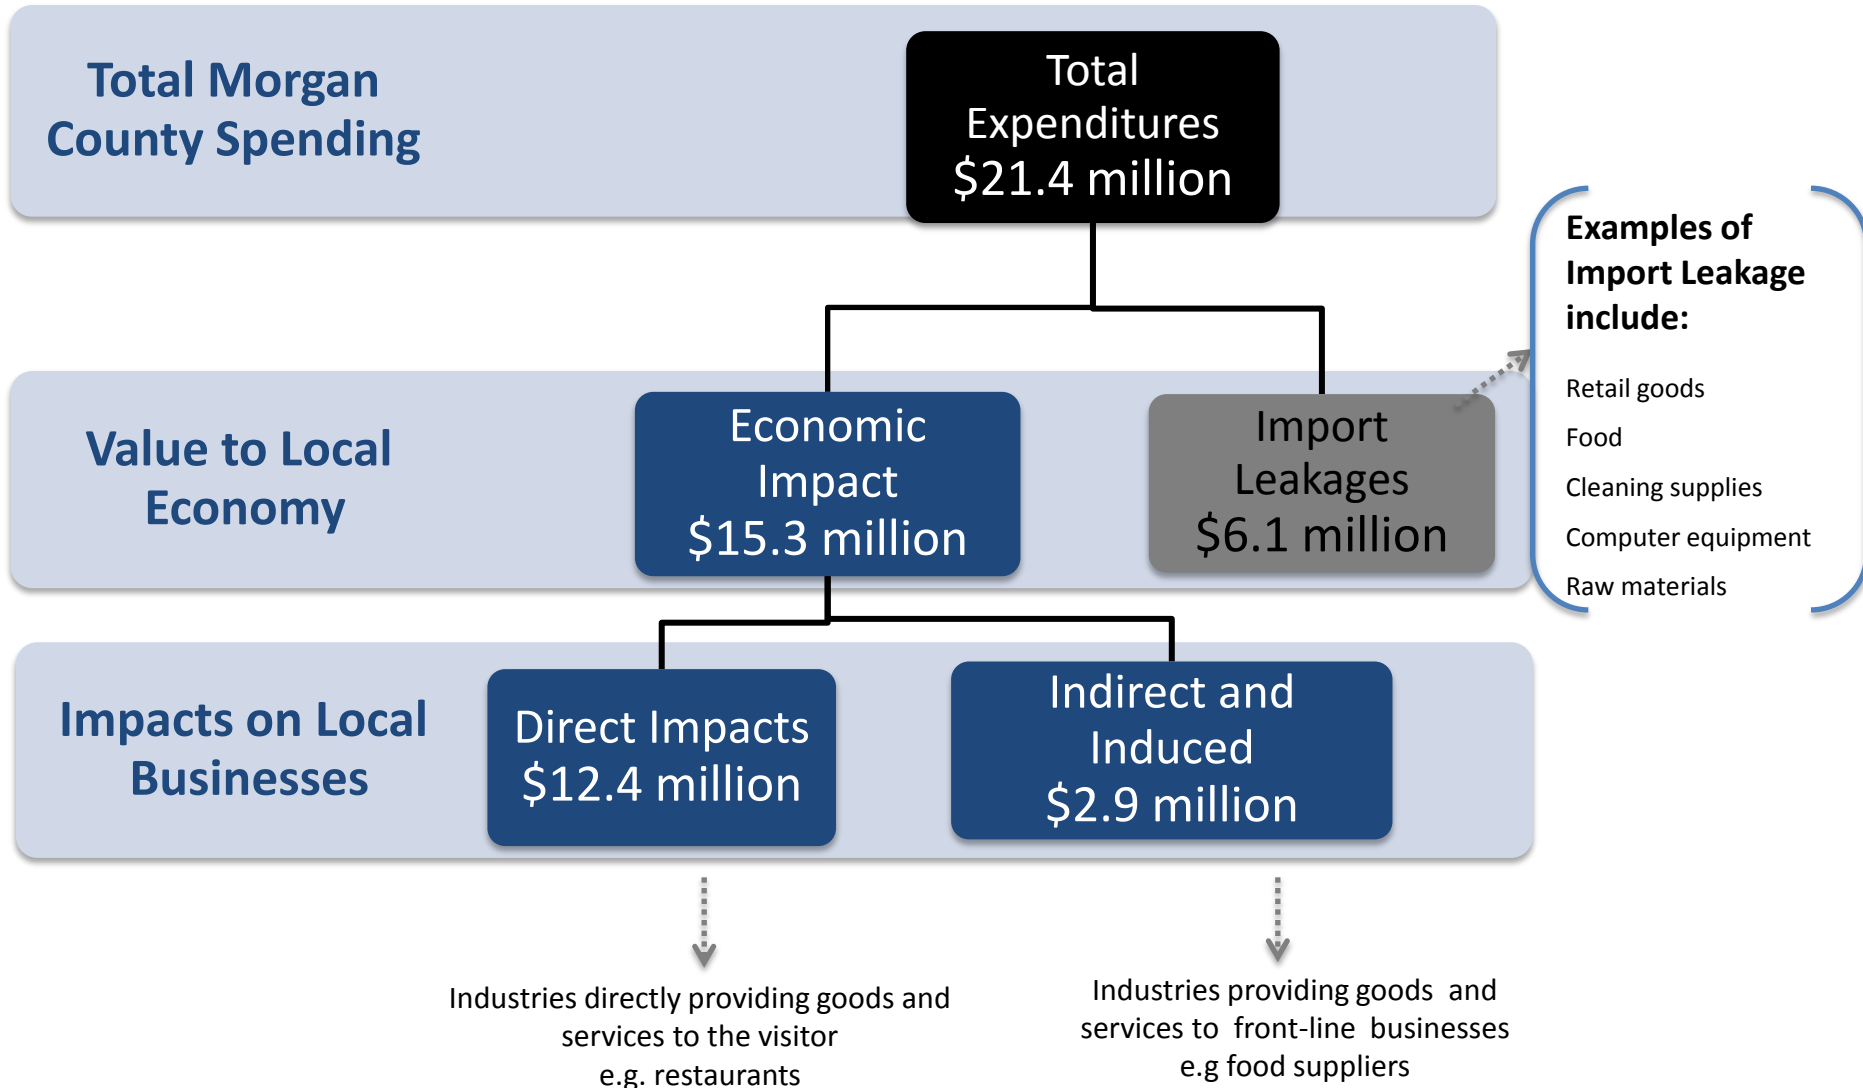 Total Morgan
County Spending
Total
Expenditures
$21.4 million
Examples of
Import Leakage
include:
Retail goods
Food
Cleaning supplies
Computer equipment
Raw materials
Value to Local
Economy
Economic
Impact
$15.3 million
Import
Leakages
$6.1 million
Impacts on Local
Businesses
Direct Impacts
$12.4 million
Indirect and
Induced
$2.9 million
Industries directly providing goods and
services to the visitor
e.g. restaurants
Industries providing goods and
services to front-line businesses
e.g food suppliers